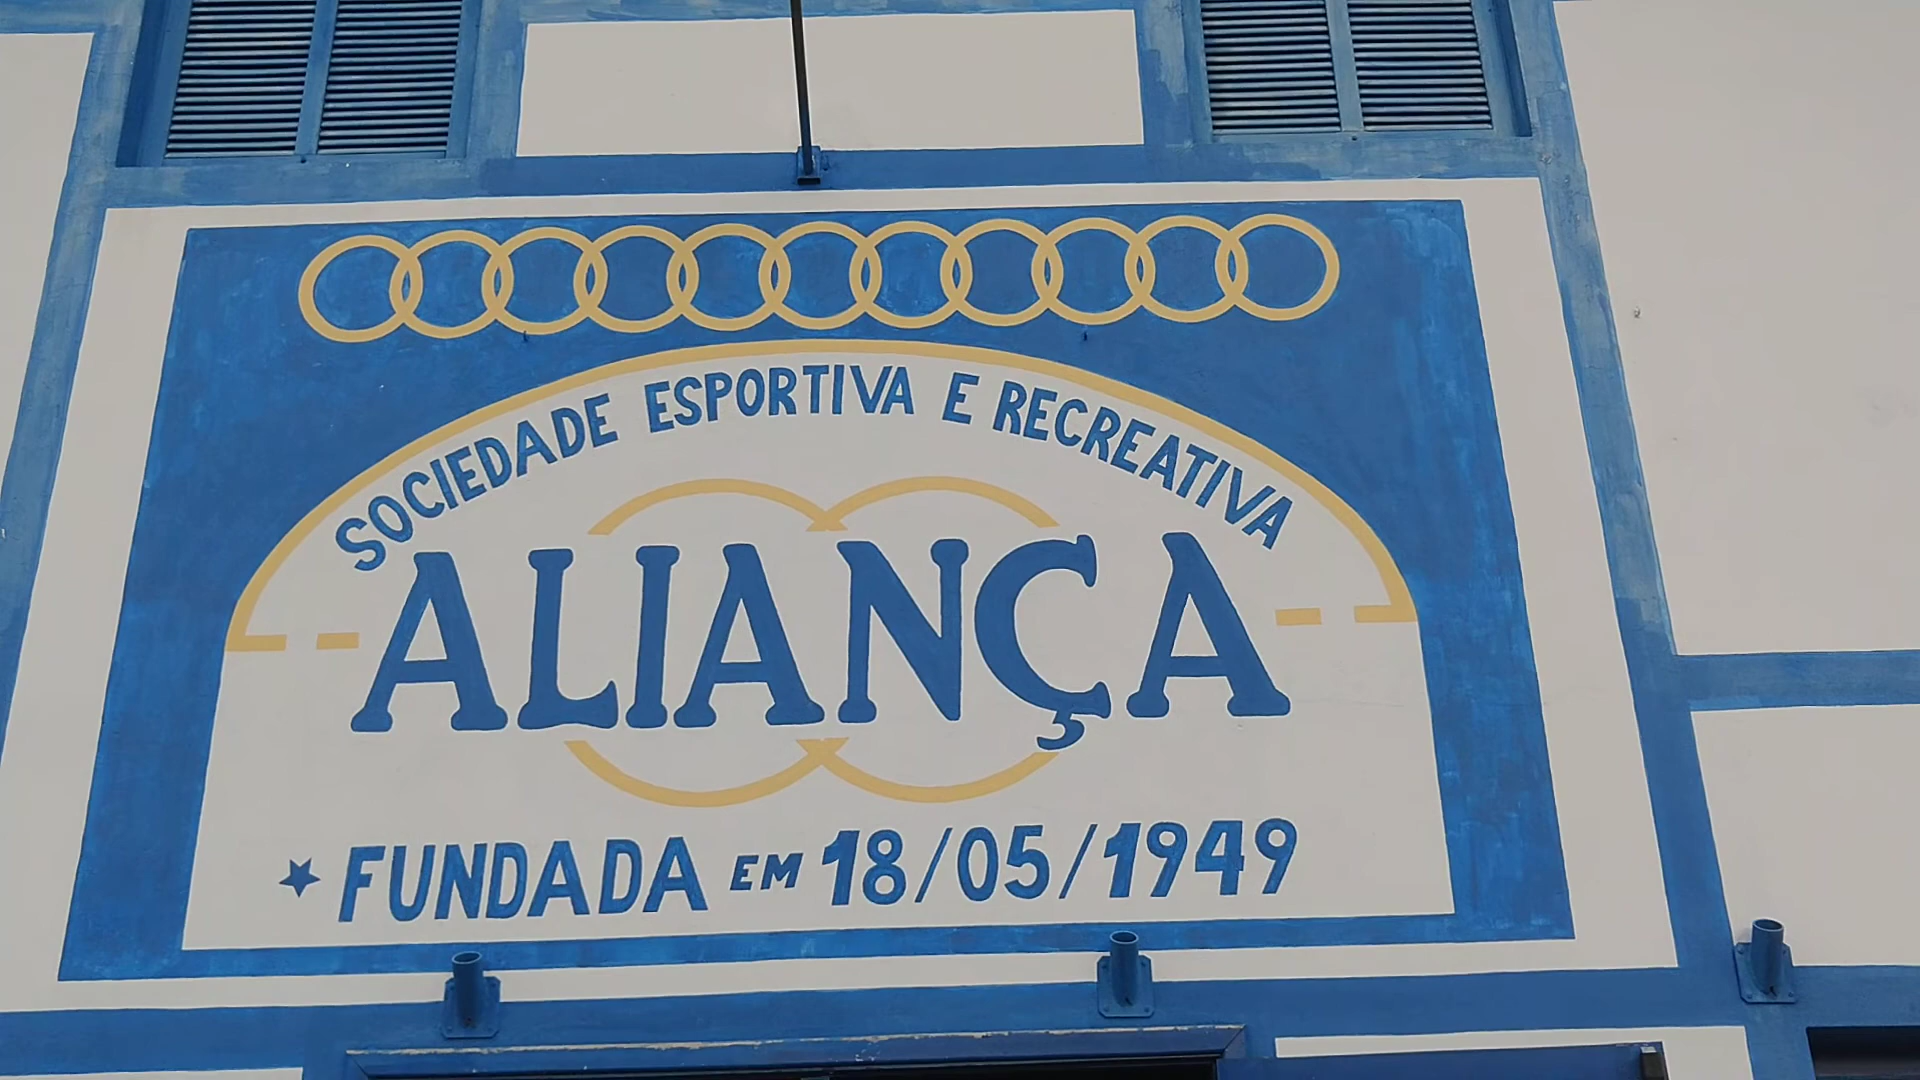 SOCIEDADE ESPORTIVA E RECREATIVA
ALIANÇA
FUNDADA EM 18/05/1949